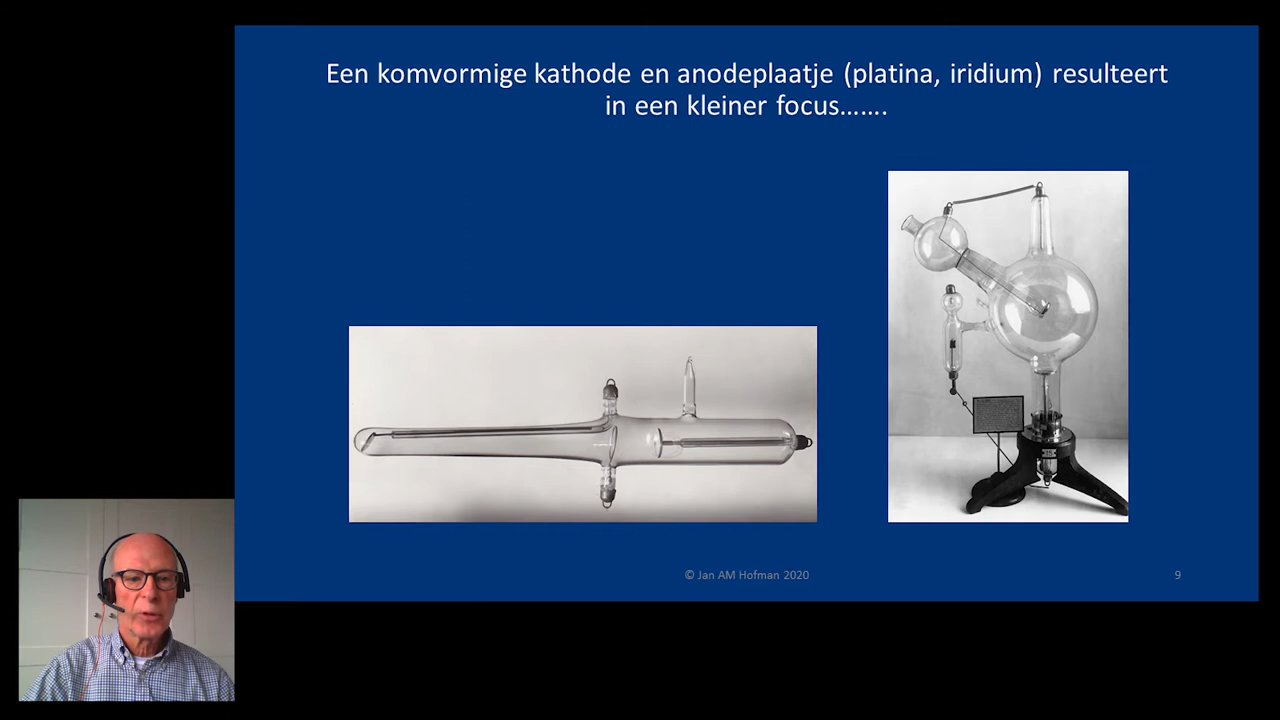 Een komvormige kathode en anodeplaatje (platina, iridium) resulteert
in een kleiner focus…….
© Jan AM Hofman 2020
9